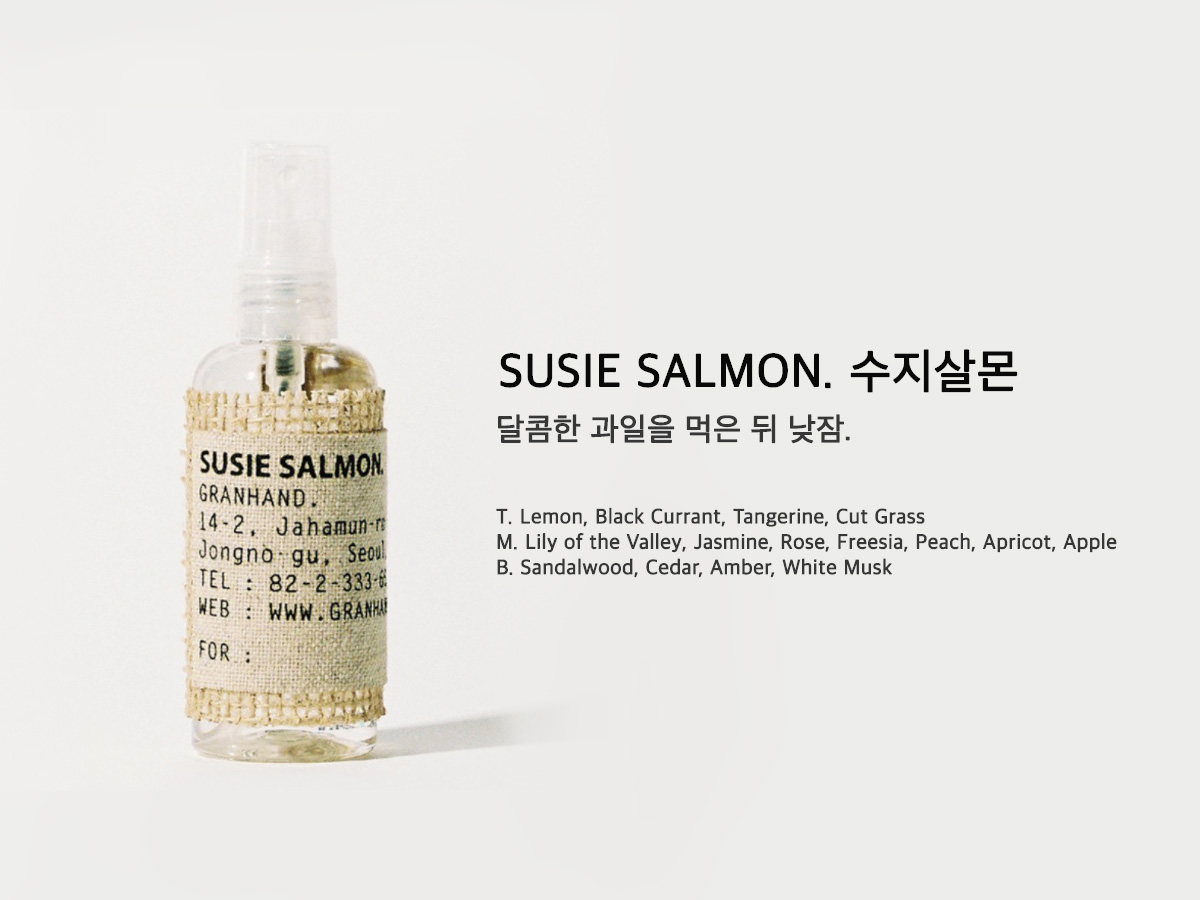 SUSIE SALMON. 수지살몬
달콤한 과일을 먹은 뒤 낮잠.
T. Lemon, Black Currant, Tangerine, Cut Grass
M. Lily of the Valley, Jasmine, Rose, Freesia, Peach, Apricot, Apple
B. Sandalwood, Cedar, Amber, White Musk
SUSIE SALMON.
GRANHAND.
14-2, Jahamun-ro
Jongno-gu, Seoul,
TEL : 82-2-333-6
WEB : WWW.GRANHAN
FOR :